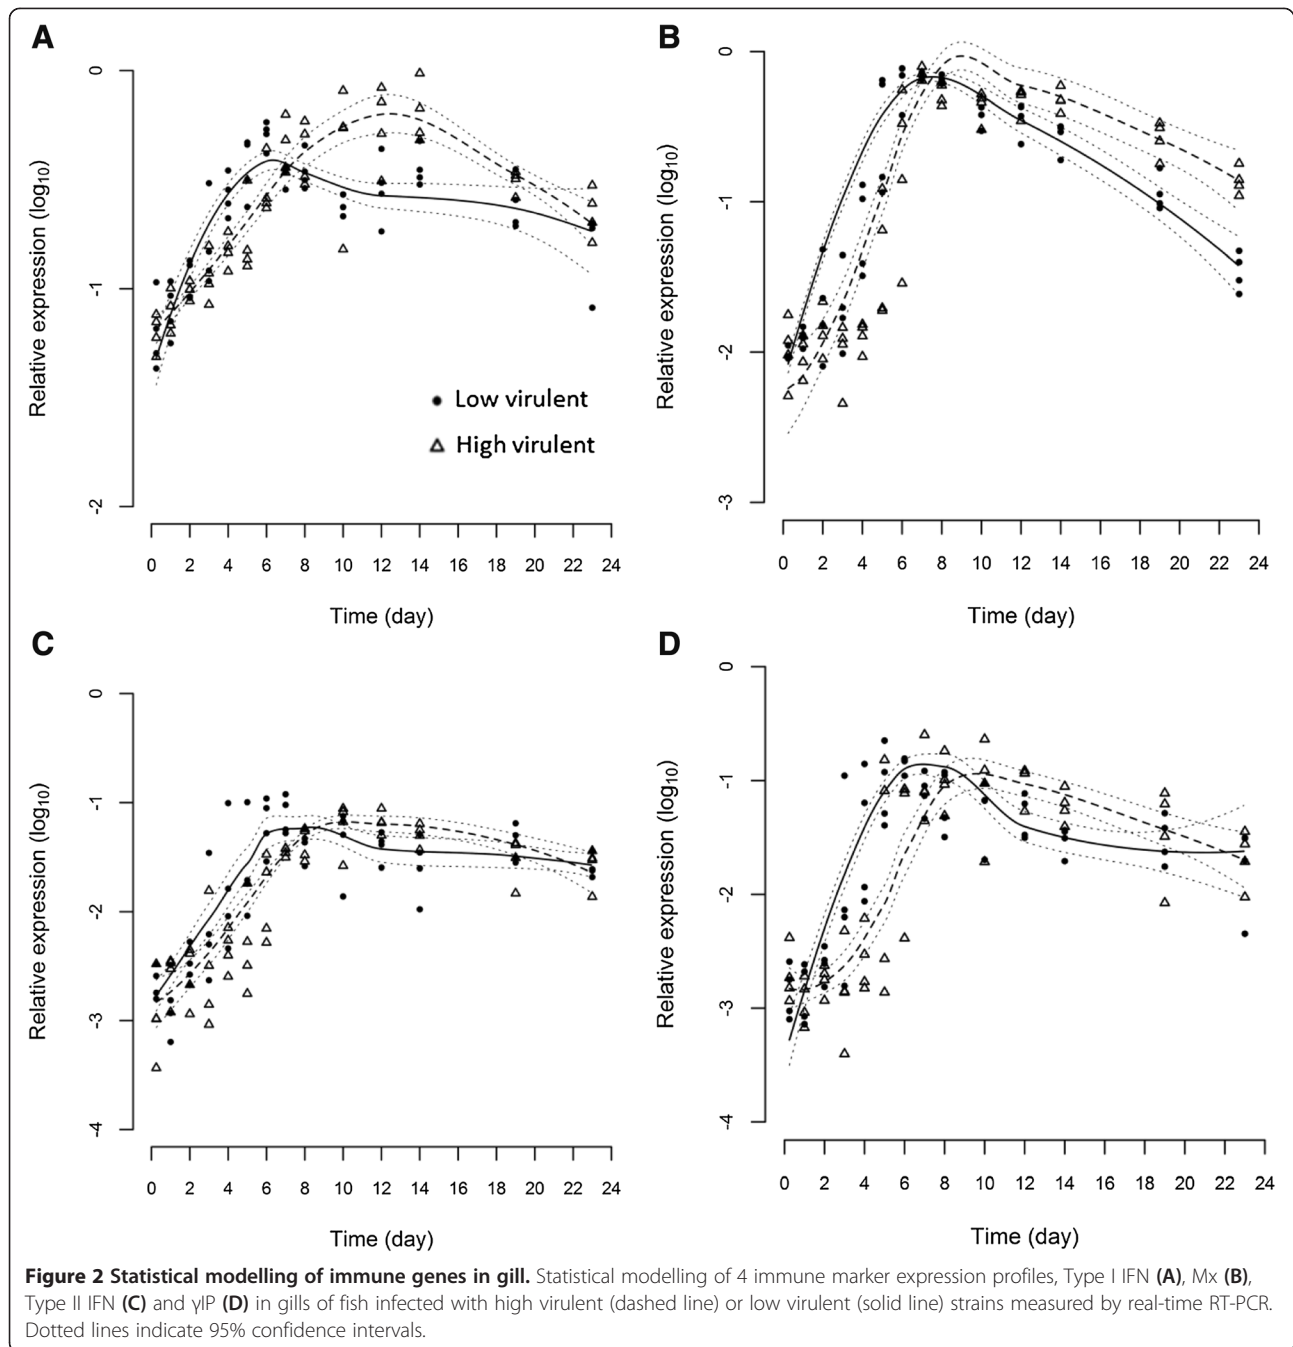 A
B
0
-1
-2
Relative expression (log10)
Low virulent
High virulent
0 2 4 6 8 10 12 14 16 18 20 22 24
Time (day)
0
-1
-2
-3
Relative expression (log10)
0 2 4 6 8 10 12 14 16 18 20 22 24
Time (day)
C
D
0
-1
-2
-3
-4
Relative expression (log10)
0 2 4 6 8 10 12 14 16 18 20 22 24
Time (day)
0
-1
-2
-3
-4
Relative expression (log10)
0 2 4 6 8 10 12 14 16 18 20 22 24
Time (day)
Figure 2 Statistical modelling of immune genes in gill. Statistical modelling of 4 immune marker expression profiles, Type I IFN (A), Mx (B),
Type II IFN (C) and γIP (D) in gills of fish infected with high virulent (dashed line) or low virulent (solid line) strains measured by real-time RT-PCR.
Dotted lines indicate 95% confidence intervals.